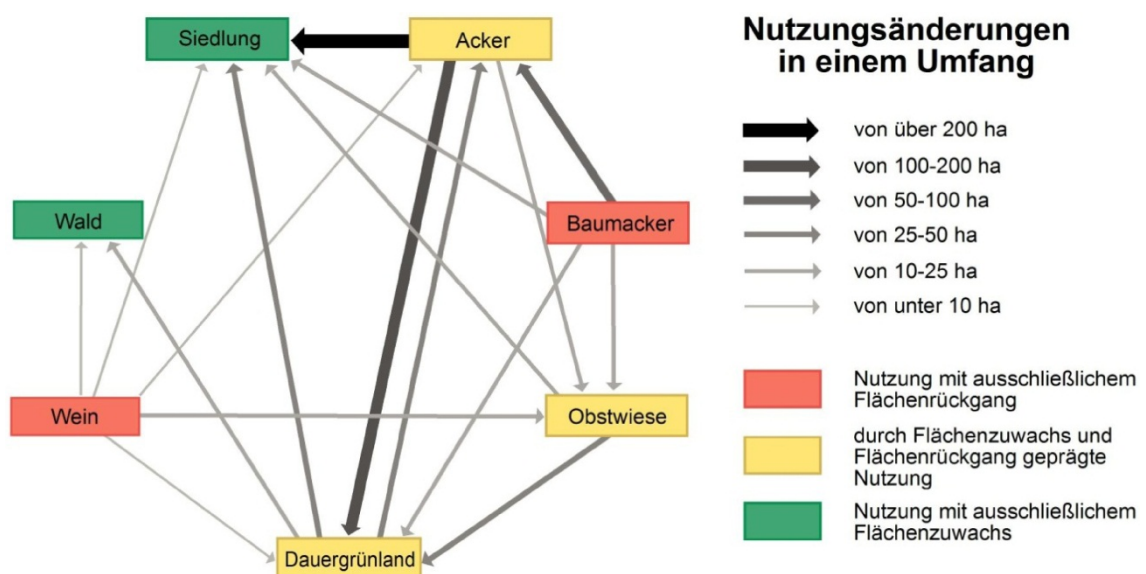 Siedlung
Acker
Wald
Baumacker
Wein
Obstwiese
Dauergrünland
Nutzungsänderungen
in einem Umfang
von über 200 ha
von 100-200 ha
von 50-100 ha
von 25-50 ha
von 10-25 ha
von unter 10 ha
Nutzung mit ausschließlichem
Flächenrückgang
durch Flächenzuwachs und
Flächenrückgang geprägte
Nutzung
Nutzung mit ausschließlichem
Flächenzuwachs